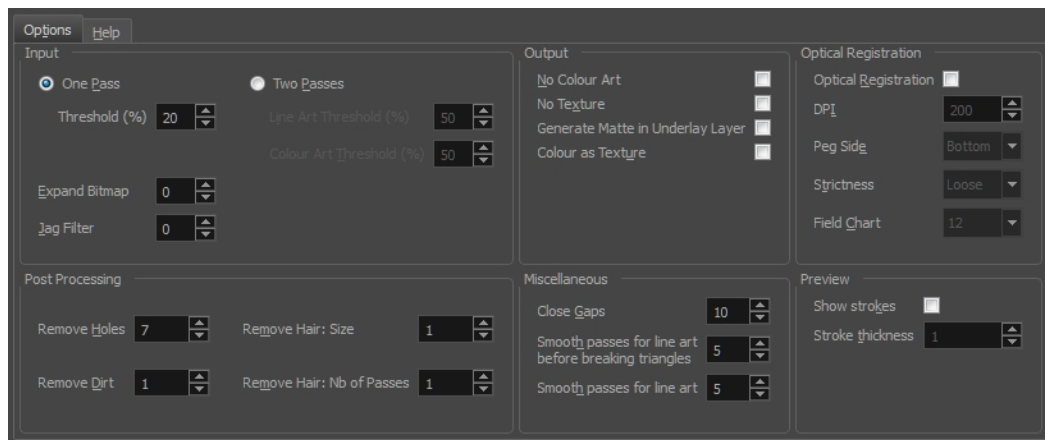 Options Help
Input
One Pass Two Passes
Threshold (%) 20 Line Art Threshold (%) 50
Colour Art Threshold (%) 50
Expand Bitmap 0
Jag Filter 0
Output
No Colour Art
No Texture
Generate Matte in Underlay Layer
Colour as Texture
Optical Registration
Optical Registration
DPI 200
Peg Side Bottom
Strictness Loose
Field Chart 12
Post Processing
Remove Holes 7 Remove Hair: Size 1
Remove Dirt 1 Remove Hair: Nb of Passes 1
Miscellaneous
Close Gaps 10
Smooth passes for line art
before breaking triangles 5
Smooth passes for line art 5
Preview
Show strokes
Stroke thickness 1